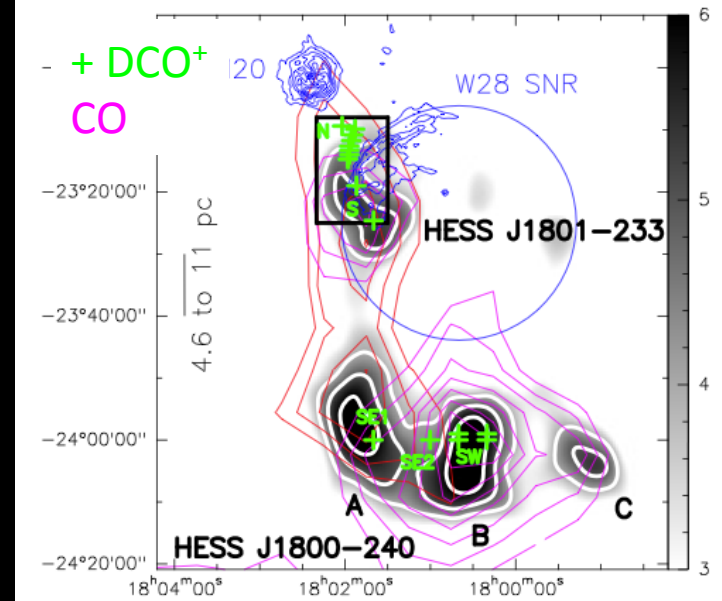 + DCO⁺
CO
20
W28 SNR
N
S
HESS J1801−233
SE1
SE2
SW
A
B
C
HESS J1800−240
4.6 to 11 pc
−23°20'00"
−23°40'00"
−24°00'00"
−24°20'00"
18ʰ04ᵐ00ˢ
18ʰ02ᵐ00ˢ
18ʰ00ᵐ00ˢ
6
5
4
3